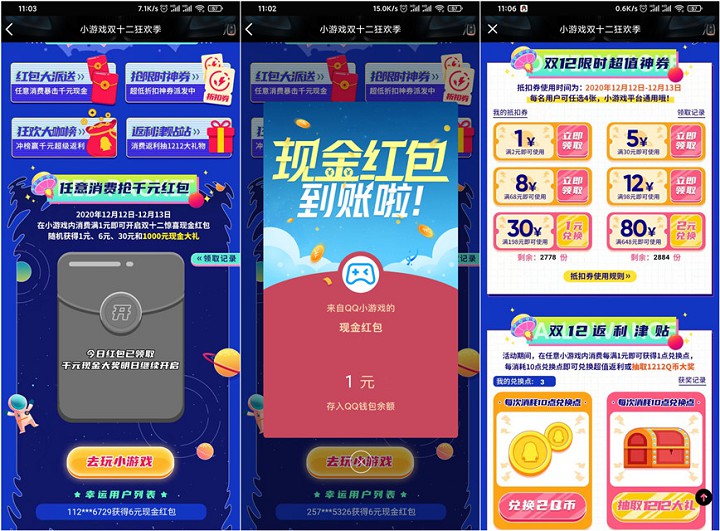 11:03
7.1K/s
57
小游戏双十二狂欢季
红包大派送
任意消费暴击千元现金
抢限时神券
超低折扣神券派发中
折扣券
狂欢大咖榜
冲榜赢千元超级返利
返利津贴站
消费返利抽1212大礼物
任意消费抢千元红包
2020年12月12日-12月13日
在小游戏内消费满1元即可开启双十二惊喜现金红包
随机获得1元、6元、30元和1000元现金大礼
«领取记录
开
今日红包已领取
千元现金大奖明日继续开启
去玩小游戏
★ 幸运用户列表 ★
112***6729获得6元现金红包
11:02
15.0K/s
57
小游戏双十二狂欢季
现金红包
到账啦!
来自QQ小游戏的
现金红包
1 元
存入QQ钱包余额
去玩小游戏
★ 幸运用户列表 ★
257***5326获得6元现金红包
11:06
0.6K/s
57
小游戏双十二狂欢季
双12限时超值神券
抵扣券使用时间为：2020年12月12日-12月13日
每名用户可任选4张，小游戏平台通用哦！
我的抵扣券
领取记录
1¥
满2元即可使用
立即领取
5¥
满30元即可使用
立即领取
8¥
满68元即可使用
立即领取
12¥
满98元即可使用
立即领取
30¥
满198元即可使用
1元兑换
80¥
满648元即可使用
2元兑换
剩余：2778 份
剩余：2884 份
抵扣券使用规则»
双12返利津贴
活动期间，在任意小游戏内消费每满1元即可获得1点兑换点，
每消耗10点兑换点即可兑换超值返利或抽取1212Q币大奖
我的兑换点： 3
获奖记录
每次消耗10点兑换点
每次消耗10点兑换点
兑换2Q币
抽取1212大礼